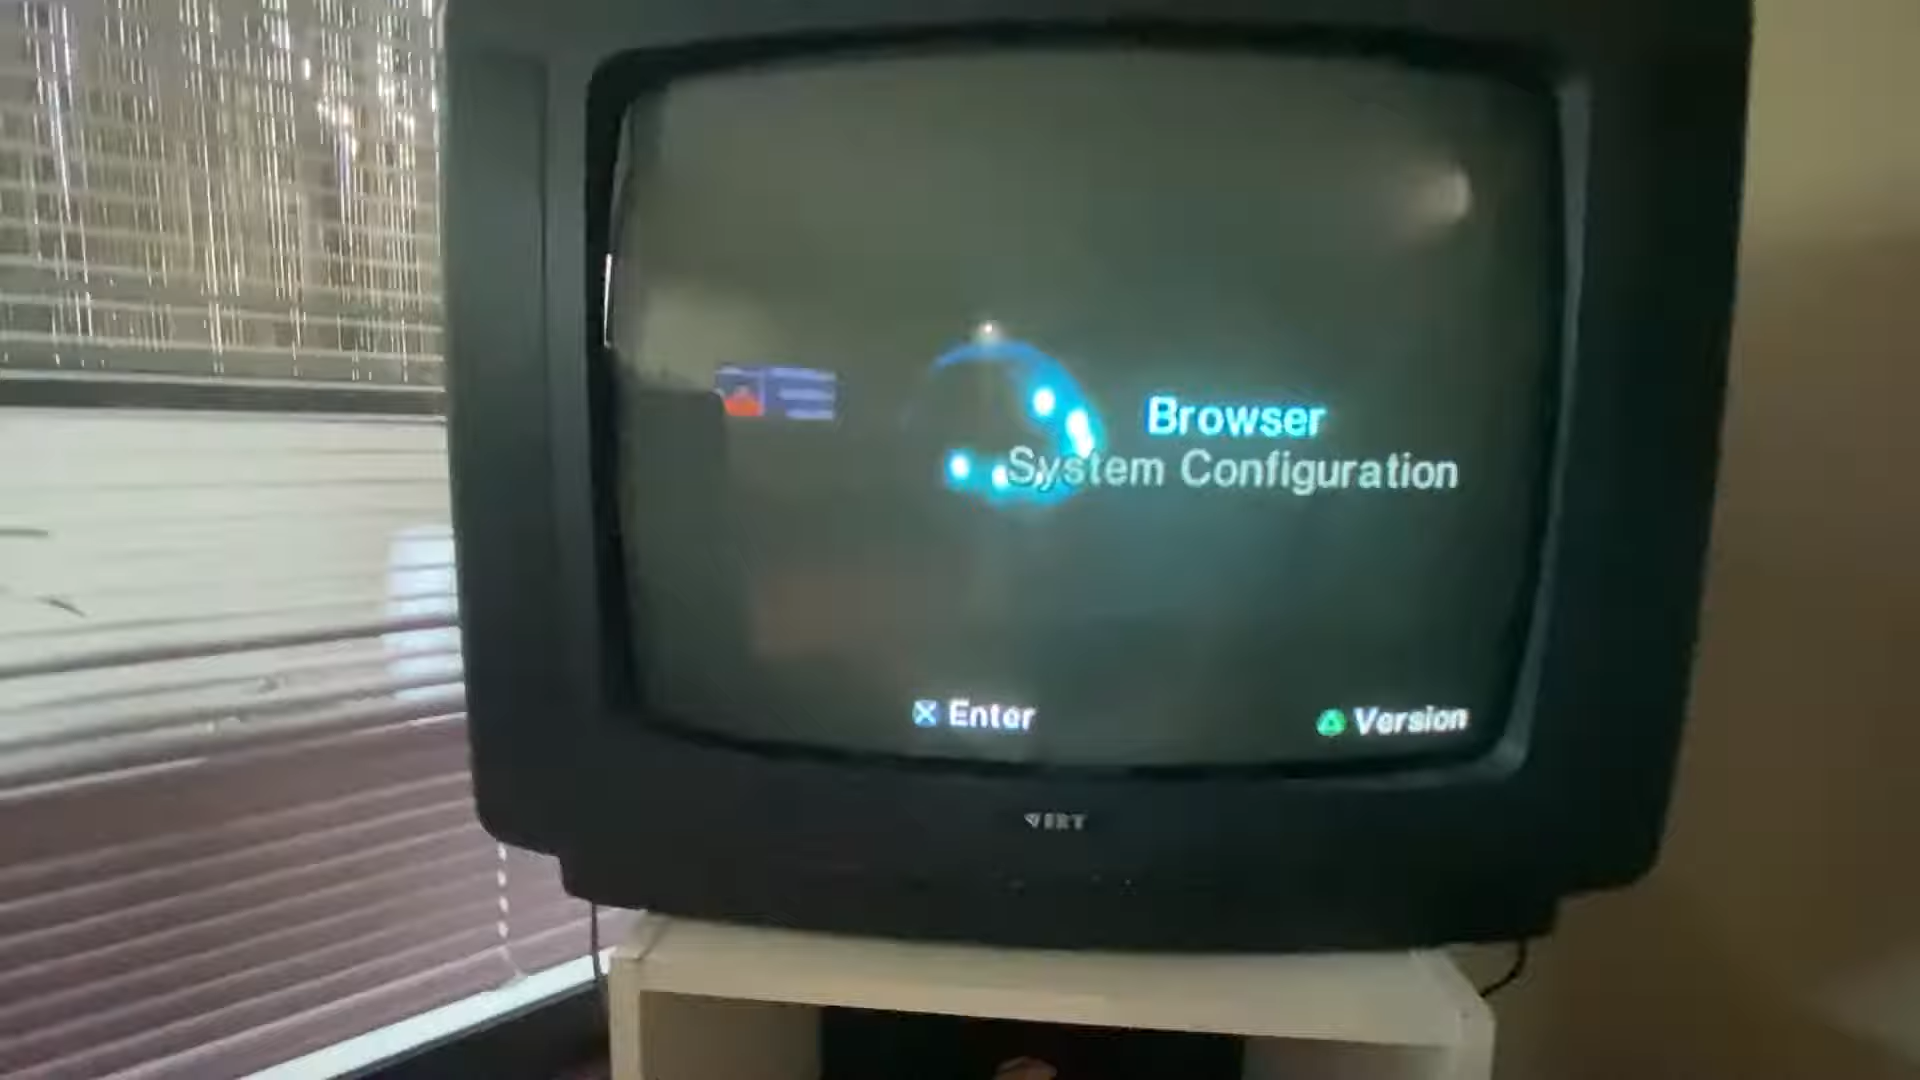 Browser
System Configuration
Enter
Version